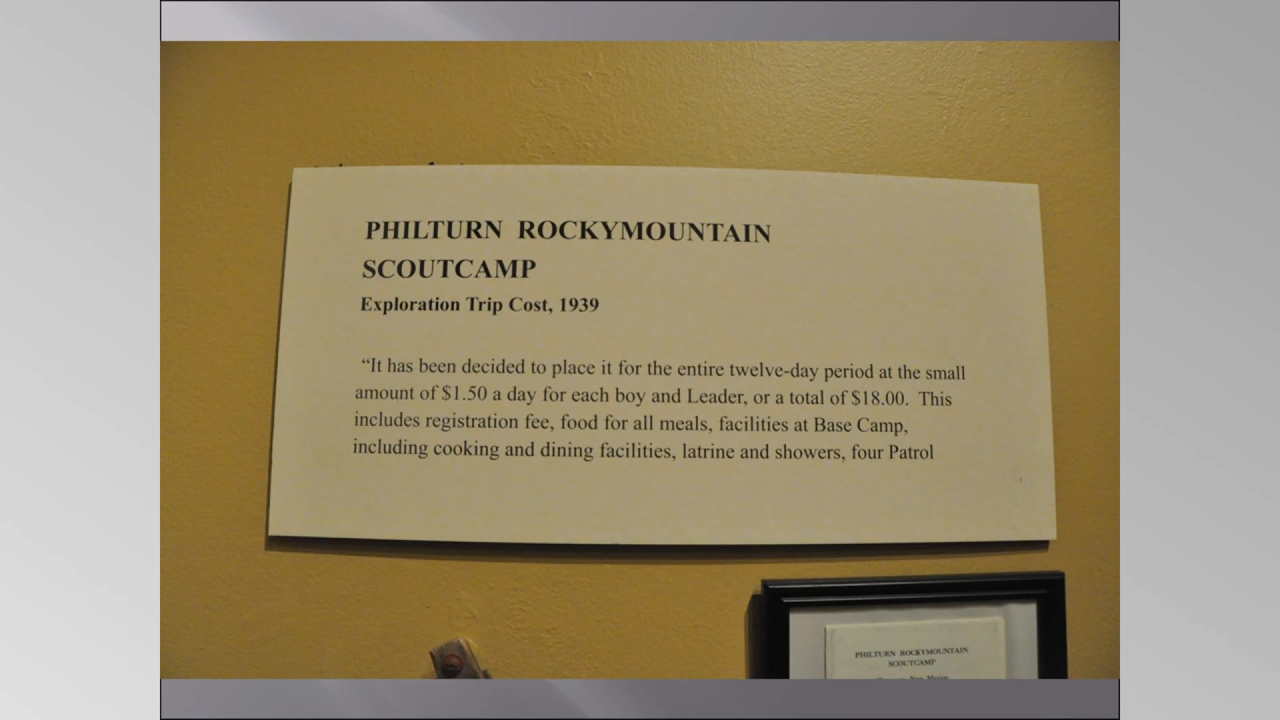 PHILTURN ROCKYMOUNTAIN
SCOUTCAMP
Exploration Trip Cost, 1939
“It has been decided to place it for the entire twelve-day period at the small
amount of $1.50 a day for each boy and Leader, or a total of $18.00. This
includes registration fee, food for all meals, facilities at Base Camp,
including cooking and dining facilities, latrine and showers, four Patrol
PHILTURN ROCKYMOUNTAIN
SCOUTCAMP